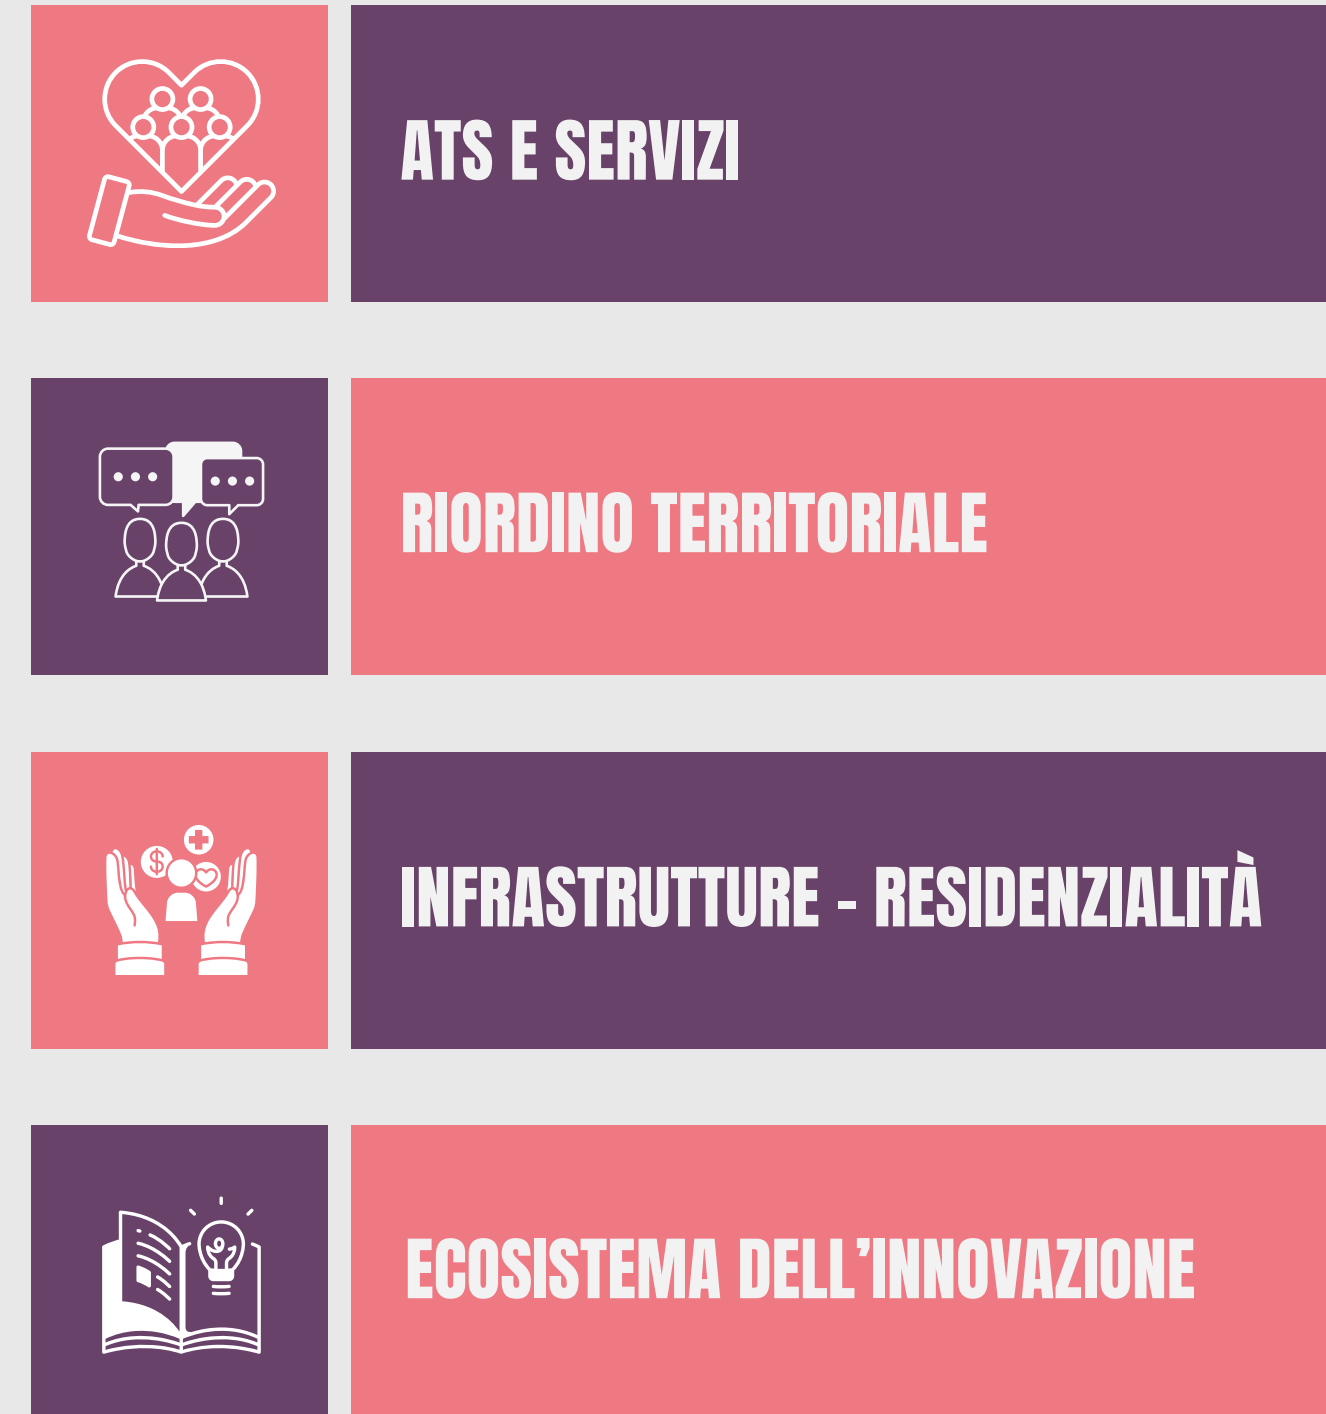 ATS E SERVIZI
RIORDINO TERRITORIALE
INFRASTRUTTURE - RESIDENZIALITÀ
ECOSISTEMA DELL’INNOVAZIONE